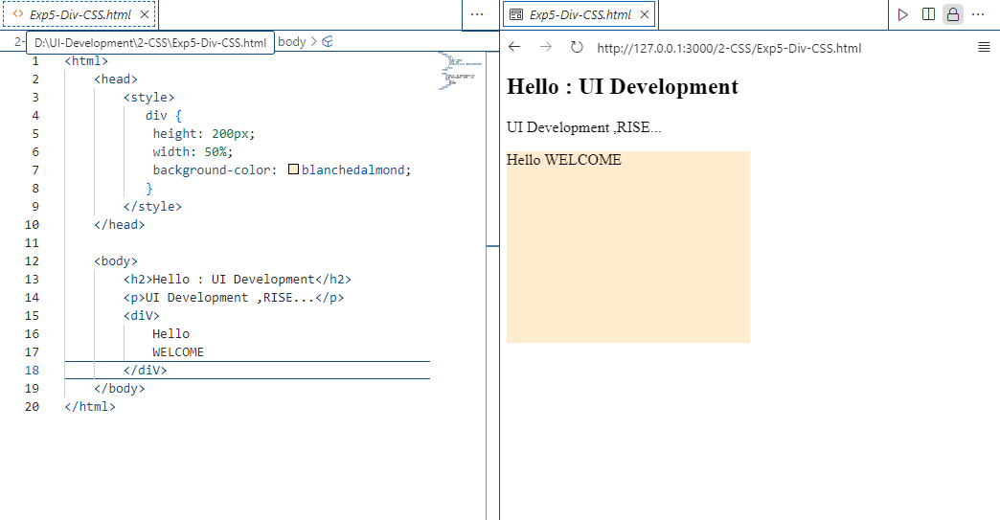 Exp5-Div-CSS.html
2-
D:\UI-Development\2-CSS\Exp5-Div-CSS.html
body
1 <html>
2 <head>
3 <style>
4 div {
5 height: 200px;
6 width: 50%;
7 background-color: blanchedalmond;
8 }
9 </style>
10 </head>
11
12 <body>
13 <h2>Hello : UI Development</h2>
14 <p>UI Development ,RISE...</p>
15 <diV>
16 Hello
17 WELCOME
18 </diV>
19 </body>
20 </html>
Exp5-Div-CSS.html
http://127.0.0.1:3000/2-CSS/Exp5-Div-CSS.html
Hello : UI Development
UI Development ,RISE...
Hello WELCOME